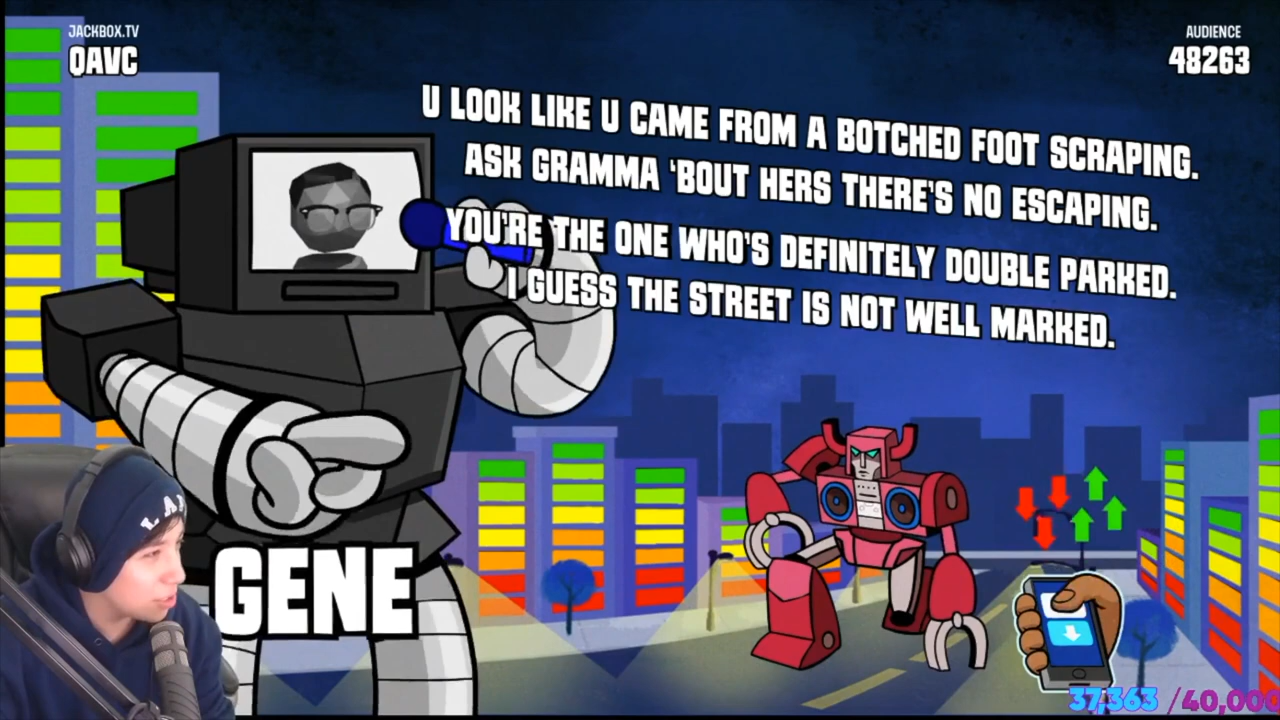 JACKBOX.TV
QAVC
AUDIENCE
48263
U LOOK LIKE U CAME FROM A BOTCHED FOOT SCRAPING.
ASK GRAMMA 'BOUT HERS THERE'S NO ESCAPING.
YOU'RE THE ONE WHO'S DEFINITELY DOUBLE PARKED.
I GUESS THE STREET IS NOT WELL MARKED.
GENE
37,363 /40,000